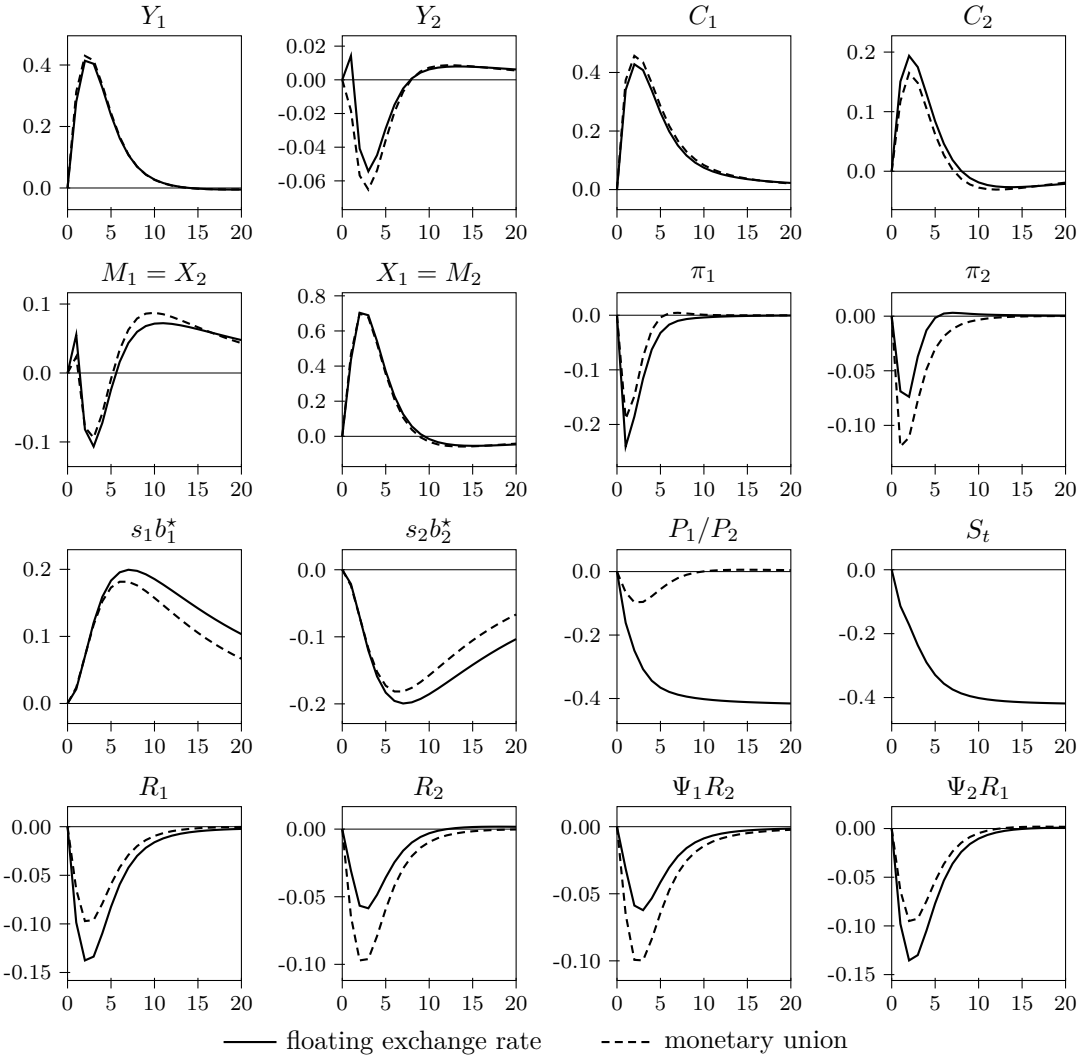 Y₁ Y₂ C₁ C₂
0.4 0.2 0.0
0.02 0.00 -0.02 -0.04 -0.06
0.4 0.2 0.0
0.2 0.1 0.0
0 5 10 15 20 0 5 10 15 20 0 5 10 15 20 0 5 10 15 20
M₁ = X₂ X₁ = M₂ π₁ π₂
0.1 0.0 -0.1
0.8 0.6 0.4 0.2 0.0
0.0 -0.1 -0.2
0.00 -0.05 -0.10
0 5 10 15 20 0 5 10 15 20 0 5 10 15 20 0 5 10 15 20
s₁b₁⋆ s₂b₂⋆ P₁/P₂ Sₜ
0.2 0.1 0.0
0.0 -0.1 -0.2
0.0 -0.2 -0.4
0.0 -0.2 -0.4
0 5 10 15 20 0 5 10 15 20 0 5 10 15 20 0 5 10 15 20
R₁ R₂ Ψ₁R₂ Ψ₂R₁
0.00 -0.05 -0.10 -0.15
0.00 -0.05 -0.10
0.00 -0.05 -0.10
0.00 -0.05 -0.10 -0.15
0 5 10 15 20 0 5 10 15 20 0 5 10 15 20 0 5 10 15 20
floating exchange rate monetary union